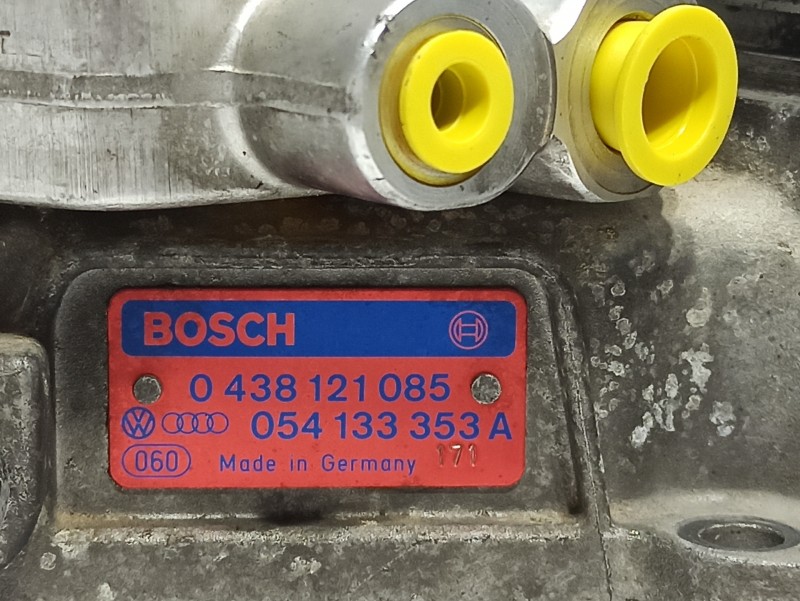 BOSCH
0 438 121 085
054 133 353 A
060 Made in Germany 171